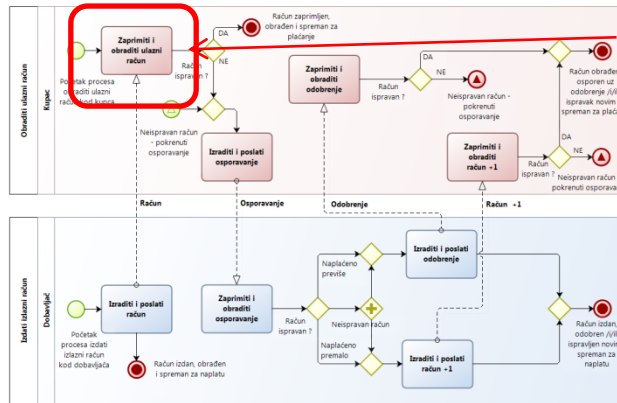 Obraditi ulazni račun
Kupac
Zaprimiti i
obraditi ulazni
račun
Početak procesa
obraditi ulazni
račun kod kupca
DA
NE
Račun
ispravan ?
Račun zaprimljen,
obrađen i spreman za
plaćanje
Neispravan račun
- pokrenuti
osporavanje
Izraditi i poslati
osporavanje
Zaprimiti i
obraditi
odobrenje
Račun
ispravan ?
DA
NE
Neispravan račun -
pokrenuti
osporavanje
Zaprimiti i
obraditi
račun ÷1
Račun
ispravan ?
DA
NE
Račun obrađen
osporen uz
odobrenje /i/ili
ispravak novim
spreman za plać
Neispravan račun
pokrenuti osporavan
Račun
Osporavanje
Odobrenje
Račun ÷1
Izdati ulazni račun
Dobavljač
Početak
procesa izdati
izlazni račun
kod dobavljača
Izraditi i poslati
račun
Račun izdan, obrađen
i spreman za naplatu
Zaprimiti i
obraditi
osporavanje
Račun
ispravan ?
Naplaćeno
previše
Neispravan račun
Naplaćeno
premalo
Izraditi i poslati
odobrenje
Izraditi i poslati
račun ÷1
Račun izdan,
odobren /i/ili
ispravljen novin
spreman za
naplatu